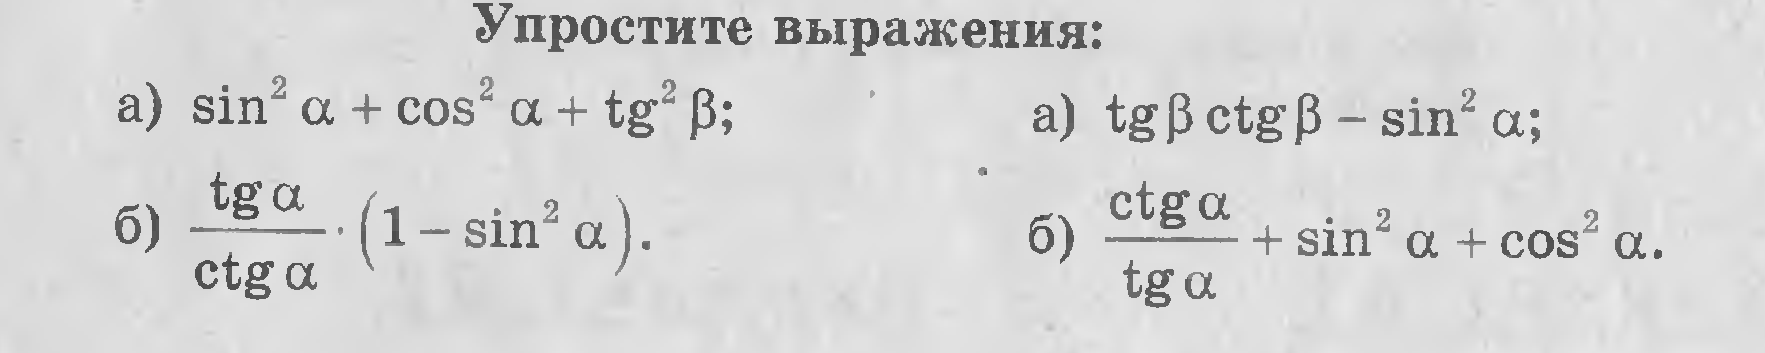 Упростите выражения:
а) sin² α + cos² α + tg² β;
б) tg α / ctg α · (1 – sin² α).
а) tg β ctg β – sin² α;
б) ctg α / tg α + sin² α + cos² α.